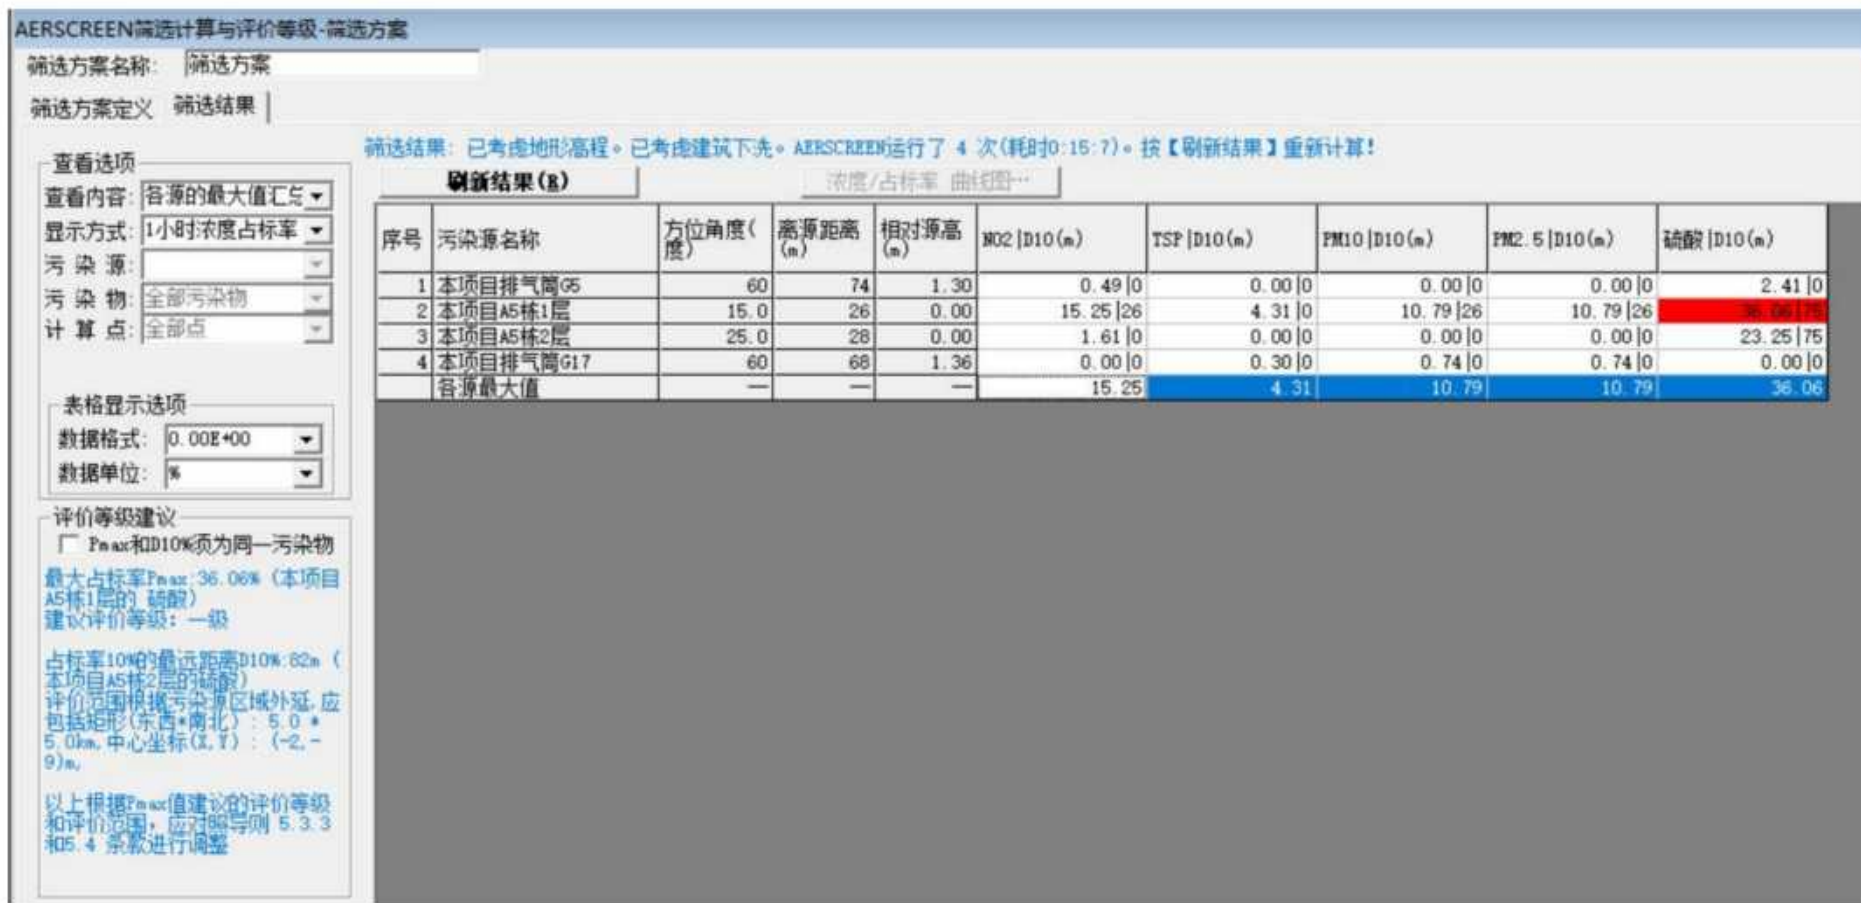 AERSCREEN筛选计算与评价等级-筛选方案
筛选方案名称: 筛选方案
筛选方案定义 筛选结果
筛选结果: 已考虑地形高程。已考虑建筑下洗。AERSCREEN运行了 4 次(耗时0:15:7)。按【刷新结果】重新计算!
刷新结果(R) 浓度/占标率 曲线图…
查看选项
查看内容: 各源的最大值汇总
显示方式: 1小时浓度占标率
污 染 源:
污 染 物: 全部污染物
计 算 点: 全部点
表格显示选项
数据格式: 0.00E+00
数据单位: %
评价等级建议
Pmax和D10%须为同一污染物
最大占标率Pmax:36.06% (本项目
A5栋1层的 硫酸)
建议评价等级: 一级
占标率10%的最远距离D10%:82m (
本项目A5栋2层的硫酸)
评价范围根据污染源区域外延,应
包括矩形(东西*南北): 5.0 *
5.0km,中心坐标(X,Y): (-2,-
9)m。
以上根据Pmax值建议的评价等级
和评价范围, 应对照导则 5.3.3
和5.4 条款进行调整
序号 污染源名称 方位角度(度) 离源距离(m) 相对源高(m) NO2|D10(m) TSP|D10(m) PM10|D10(m) PM2.5|D10(m) 硫酸|D10(m)
1 本项目排气筒G5 60 74 1.30 0.49|0 0.00|0 0.00|0 0.00|0 2.41|0
2 本项目A5栋1层 15.0 26 0.00 15.25|26 4.31|0 10.79|26 10.79|26 36.06|75
3 本项目A5栋2层 25.0 28 0.00 1.61|0 0.00|0 0.00|0 0.00|0 23.25|75
4 本项目排气筒G17 60 68 1.36 0.00|0 0.30|0 0.74|0 0.74|0 0.00|0
各源最大值 — — — 15.25 4.31 10.79 10.79 36.06